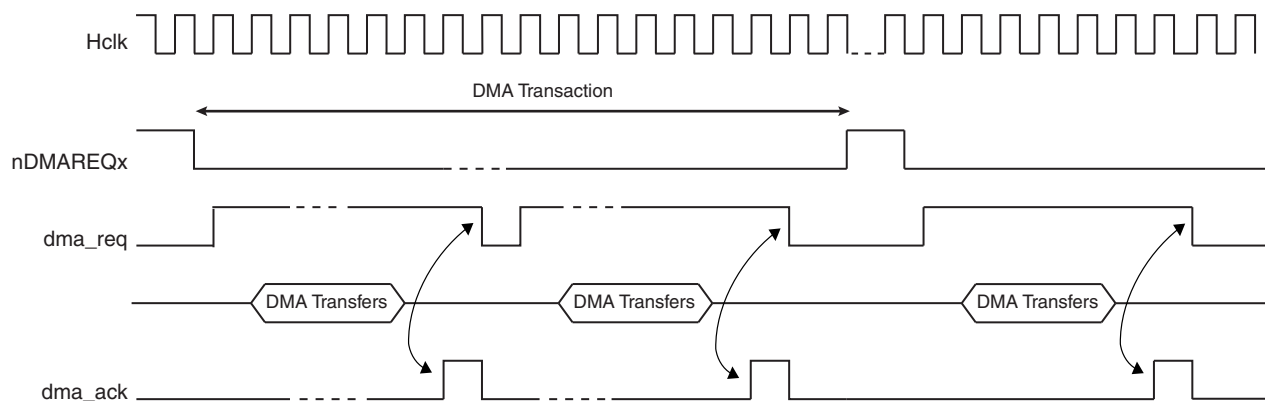 Hclk
DMA Transaction
nDMAREQx
dma_req
DMA Transfers
DMA Transfers
DMA Transfers
dma_ack